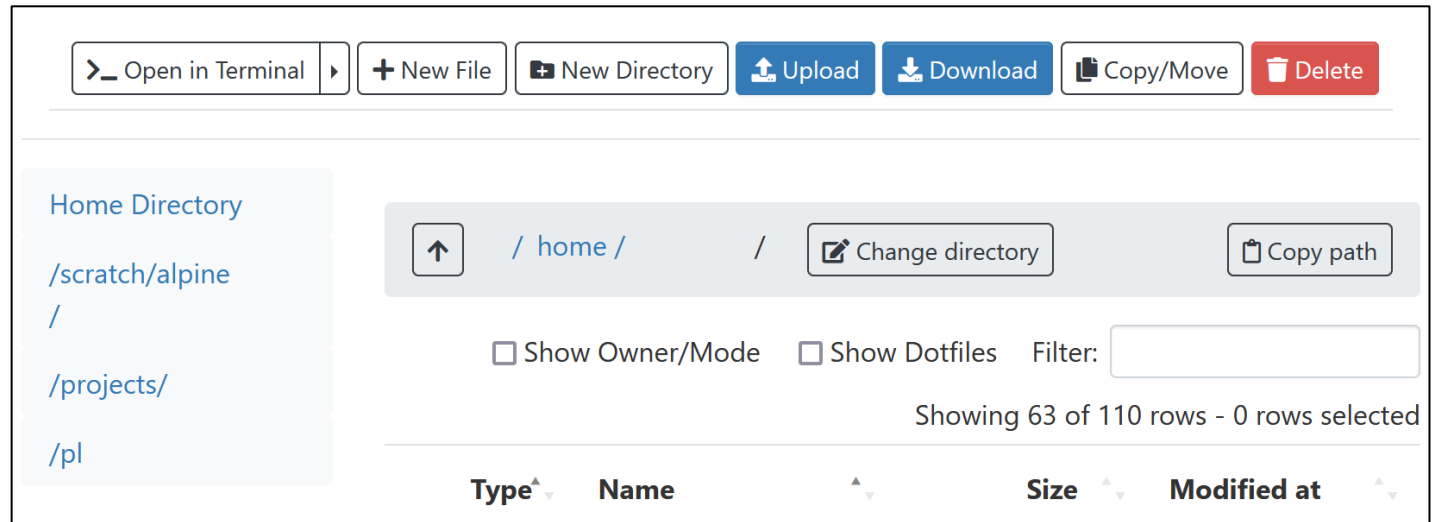 Open in Terminal New File New Directory Upload Download Copy/Move Delete
Home Directory
/scratch/alpine
/
/projects/
/pl
/ home / / Change directory Copy path
Show Owner/Mode Show Dotfiles Filter:
Showing 63 of 110 rows - 0 rows selected
Type Name Size Modified at